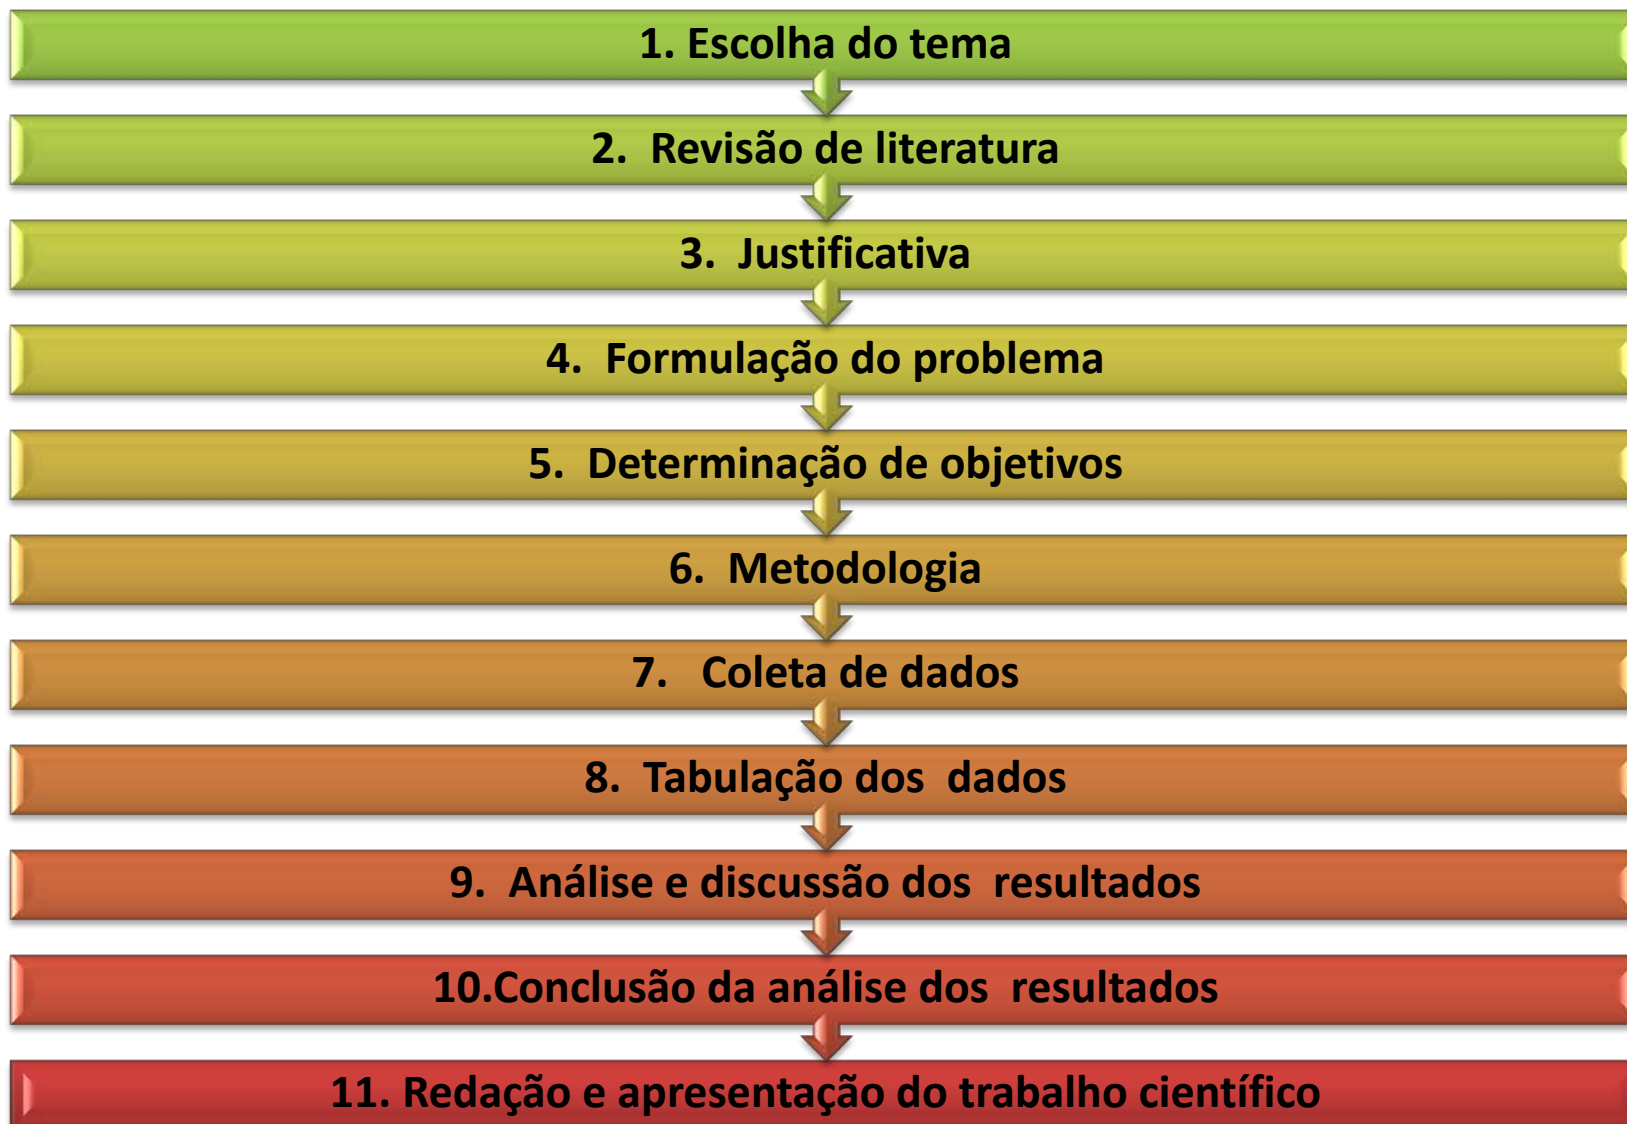 1. Escolha do tema
2. Revisão de literatura
3. Justificativa
4. Formulação do problema
5. Determinação de objetivos
6. Metodologia
7. Coleta de dados
8. Tabulação dos dados
9. Análise e discussão dos resultados
10.Conclusão da análise dos resultados
11. Redação e apresentação do trabalho científico